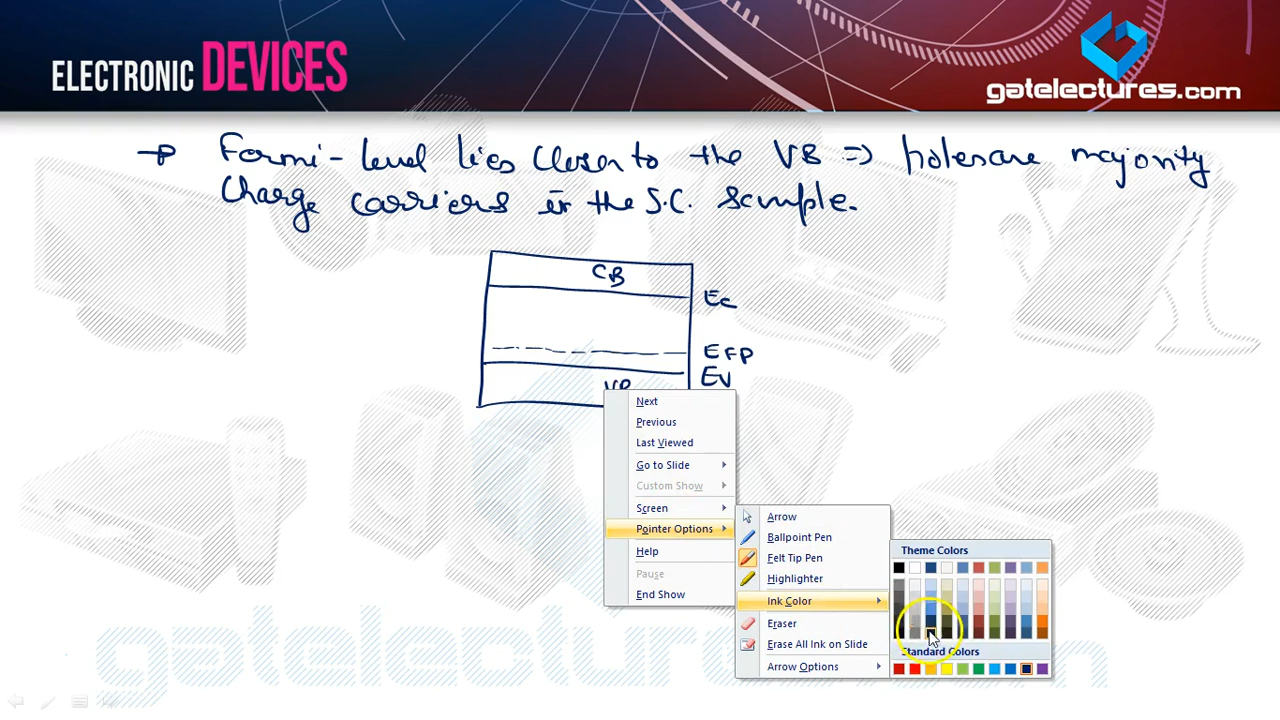 ELECTRONIC DEVICES
gatelectures.com
→ Fermi-level lies closer to the VB => holes are majority
charge carriers in the S.C. sample.
CB
Ec
EFP
EV
VB
Next
Previous
Last Viewed
Go to Slide
Custom Show
Screen
Pointer Options
Help
Pause
End Show
Arrow
Ballpoint Pen
Felt Tip Pen
Highlighter
Ink Color
Eraser
Erase All Ink on Slide
Arrow Options
Theme Colors
Standard Colors